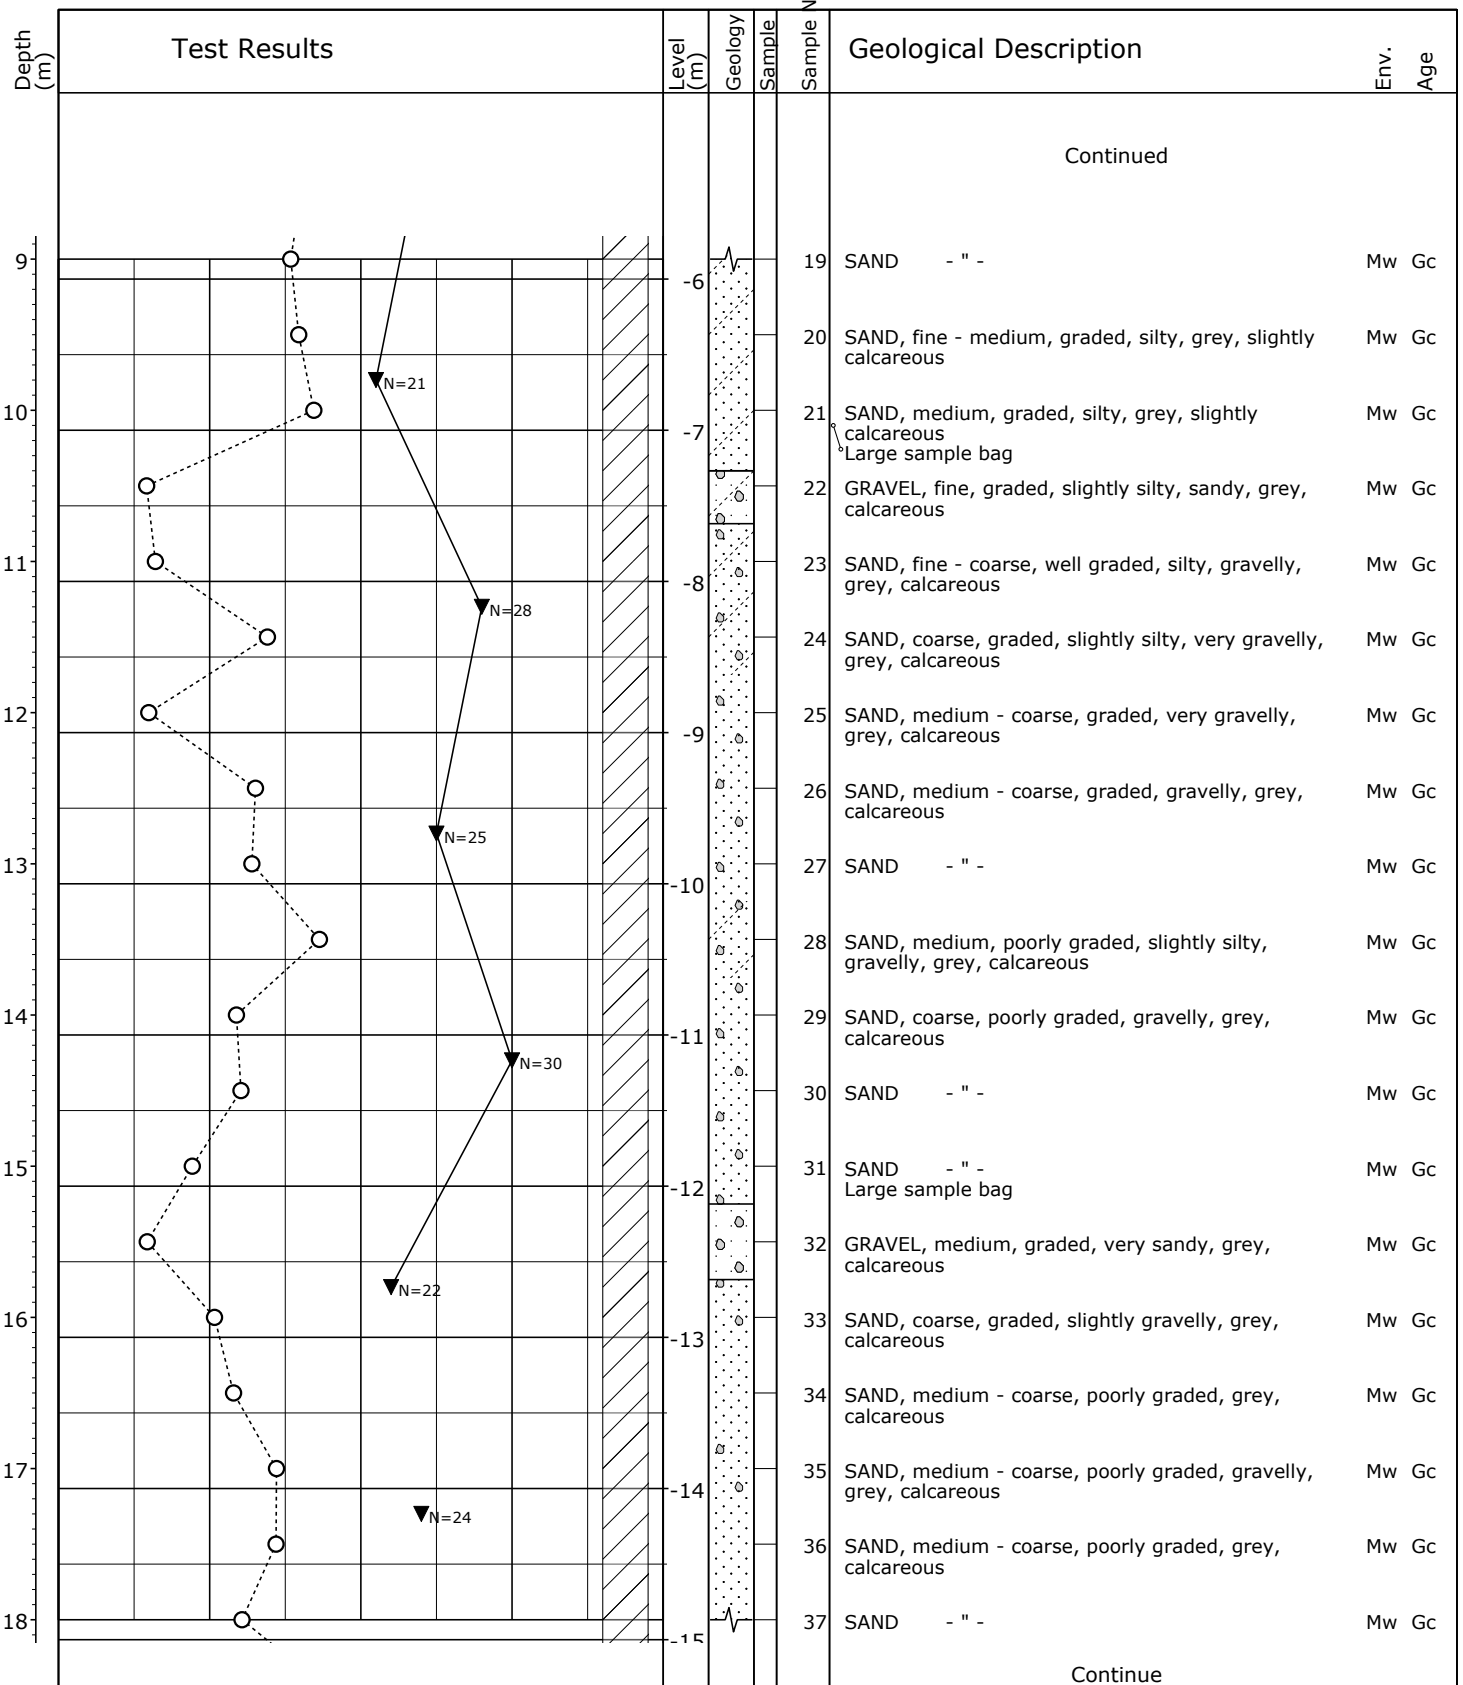 Depth (m)
Test Results
Level (m)
Geology
Sample
Sample N
Geological Description
Env.
Age
Continued
9
19 SAND - " - Mw Gc
-6
20 SAND, fine - medium, graded, silty, grey, slightly Mw Gc
calcareous
N=21
10
21 SAND, medium, graded, silty, grey, slightly Mw Gc
calcareous
-7
Large sample bag
22 GRAVEL, fine, graded, slightly silty, sandy, grey, Mw Gc
calcareous
11
23 SAND, fine - coarse, well graded, silty, gravelly, Mw Gc
grey, calcareous
-8
N=28
24 SAND, coarse, graded, slightly silty, very gravelly, Mw Gc
grey, calcareous
12
25 SAND, medium - coarse, graded, very gravelly, Mw Gc
grey, calcareous
-9
26 SAND, medium - coarse, graded, gravelly, grey, Mw Gc
calcareous
N=25
13
27 SAND - " - Mw Gc
-10
28 SAND, medium, poorly graded, slightly silty, Mw Gc
gravelly, grey, calcareous
14
29 SAND, coarse, poorly graded, gravelly, grey, Mw Gc
calcareous
-11
N=30
30 SAND - " - Mw Gc
15
31 SAND - " - Mw Gc
Large sample bag
-12
32 GRAVEL, medium, graded, very sandy, grey, Mw Gc
calcareous
N=22
16
33 SAND, coarse, graded, slightly gravelly, grey, Mw Gc
calcareous
-13
34 SAND, medium - coarse, poorly graded, grey, Mw Gc
calcareous
17
35 SAND, medium - coarse, poorly graded, gravelly, Mw Gc
grey, calcareous
-14
N=24
36 SAND, medium - coarse, poorly graded, grey, Mw Gc
calcareous
18
37 SAND - " - Mw Gc
-15
Continue